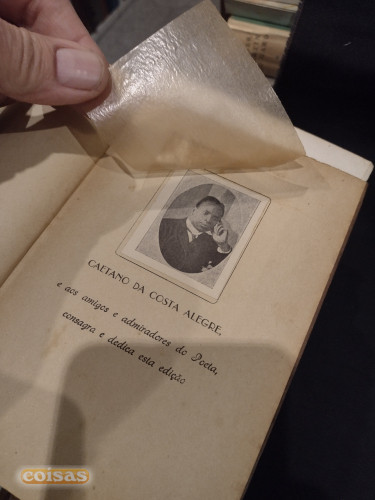 CAETANO DA COSTA ALEGRE,
e aos amigos e admiradores do Poeta,
consagra e dedica esta edição
coisas